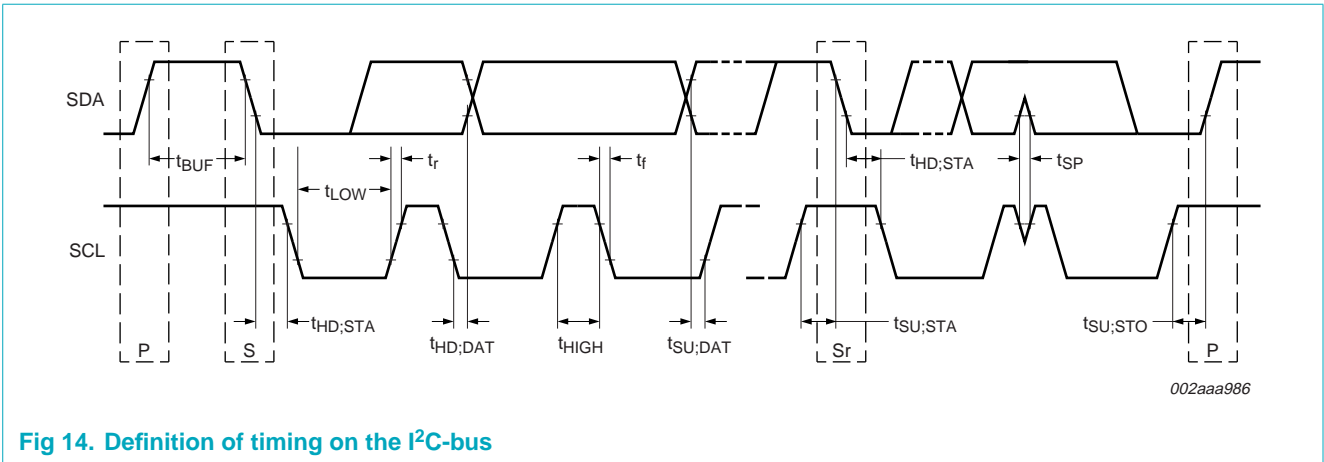 SDA
tBUF
tLOW
tr
tf
tHD;STA
tSP
SCL
tHD;STA
tHD;DAT
tHIGH
tSU;DAT
tSU;STA
tSU;STO
P
S
Sr
P
002aaa986
Fig 14. Definition of timing on the I²C-bus